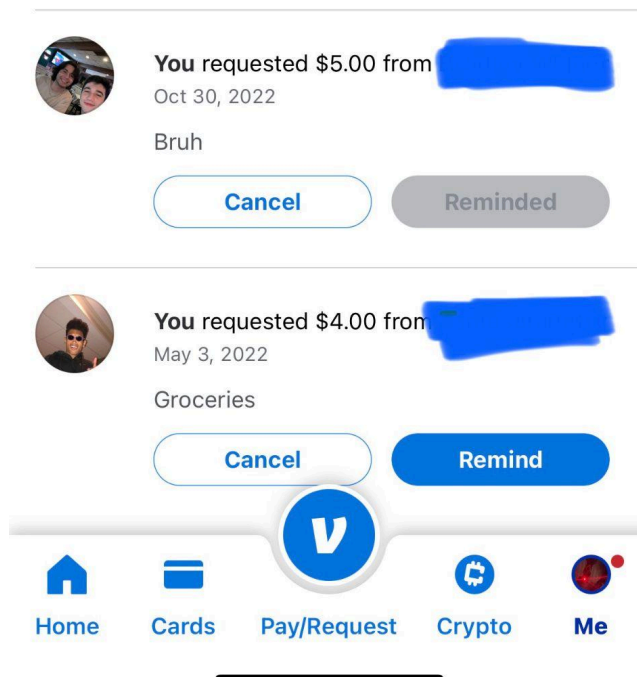 You requested $5.00 from
Oct 30, 2022
Bruh
Cancel Reminded
You requested $4.00 from
May 3, 2022
Groceries
Cancel Remind
Home Cards Pay/Request Crypto Me